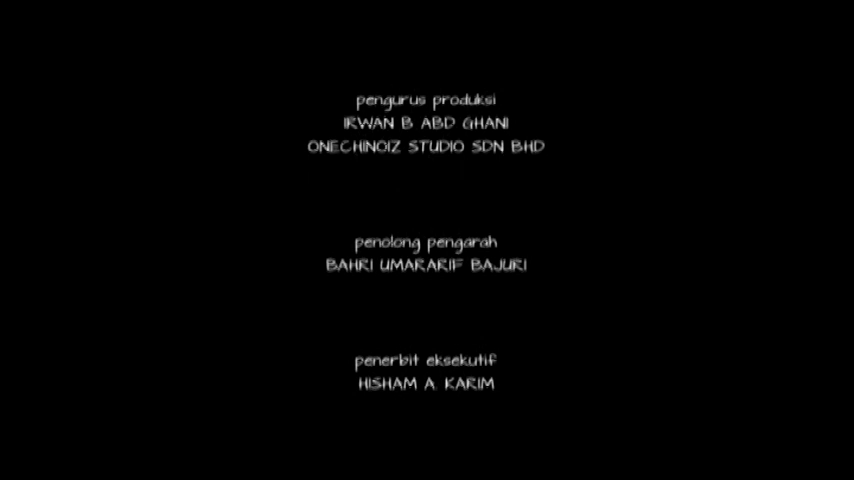 pengurus produksi
IRWAN B ABD GHANI
ONECHINOIZ STUDIO SDN BHD
penolong pengarah
BAHRI UMARARIF BAJURI
penerbit eksekutif
HISHAM A. KARIM